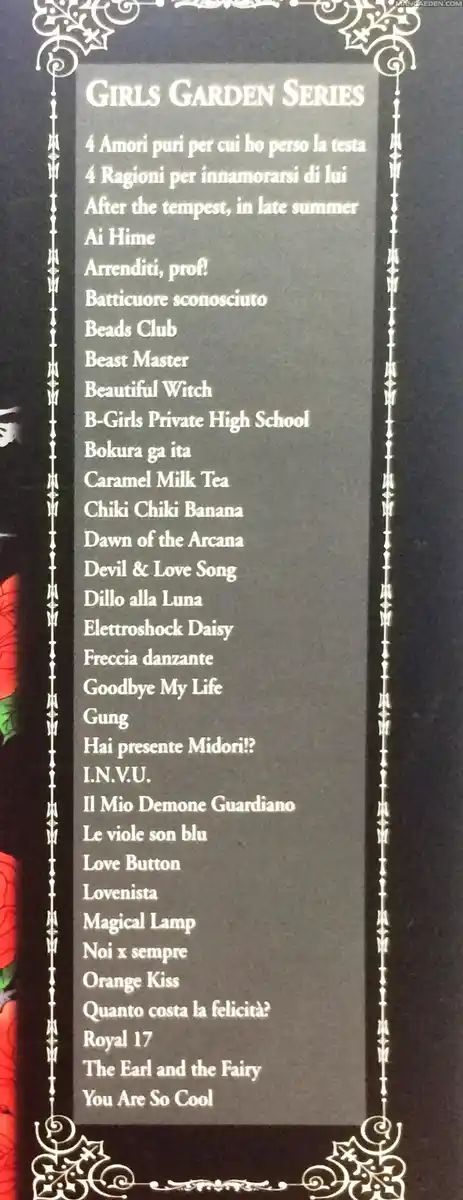 MANGAEDEN.COM
GIRLS GARDEN SERIES
4 Amori puri per cui ho perso la testa
4 Ragioni per innamorarsi di lui
After the tempest, in late summer
Ai Hime
Arrenditi, prof!
Batticuore sconosciuto
Beads Club
Beast Master
Beautiful Witch
B-Girls Private High School
Bokura ga ita
Caramel Milk Tea
Chiki Chiki Banana
Dawn of the Arcana
Devil & Love Song
Dillo alla Luna
Elettroshock Daisy
Freccia danzante
Goodbye My Life
Gung
Hai presente Midori!?
I.N.V.U.
Il Mio Demone Guardiano
Le viole son blu
Love Button
Lovenista
Magical Lamp
Noi x sempre
Orange Kiss
Quanto costa la felicità?
Royal 17
The Earl and the Fairy
You Are So Cool